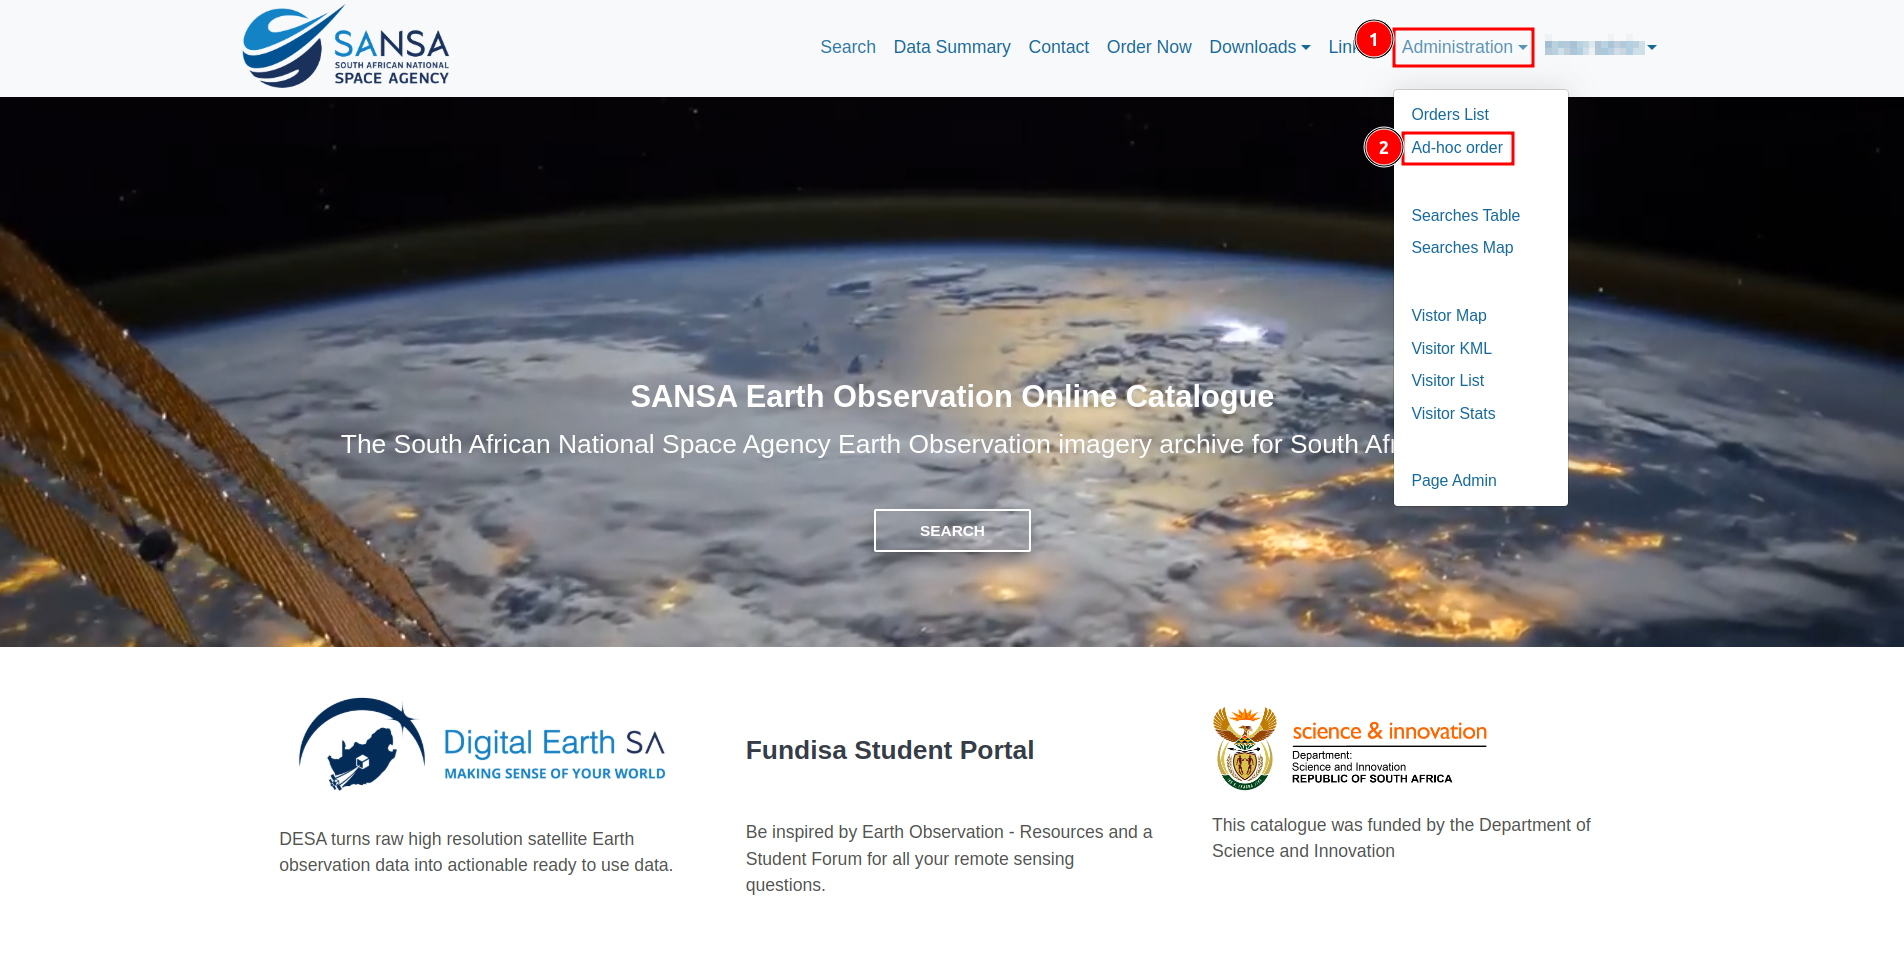 SANSA
SOUTH AFRICAN NATIONAL
SPACE AGENCY
Search Data Summary Contact Order Now Downloads 1 Administration
Orders List
2 Ad-hoc order
Searches Table
Searches Map
Vistor Map
Visitor KML
Visitor List
Visitor Stats
Page Admin
SANSA Earth Observation Online Catalogue
The South African National Space Agency Earth Observation imagery archive for South
SEARCH
Digital Earth SA
MAKING SENSE OF YOUR WORLD
DESA turns raw high resolution satellite Earth
observation data into actionable ready to use data.
Fundisa Student Portal
Be inspired by Earth Observation - Resources and a
Student Forum for all your remote sensing
questions.
science & innovation
Department:
Science and Innovation
REPUBLIC OF SOUTH AFRICA
This catalogue was funded by the Department of
Science and Innovation